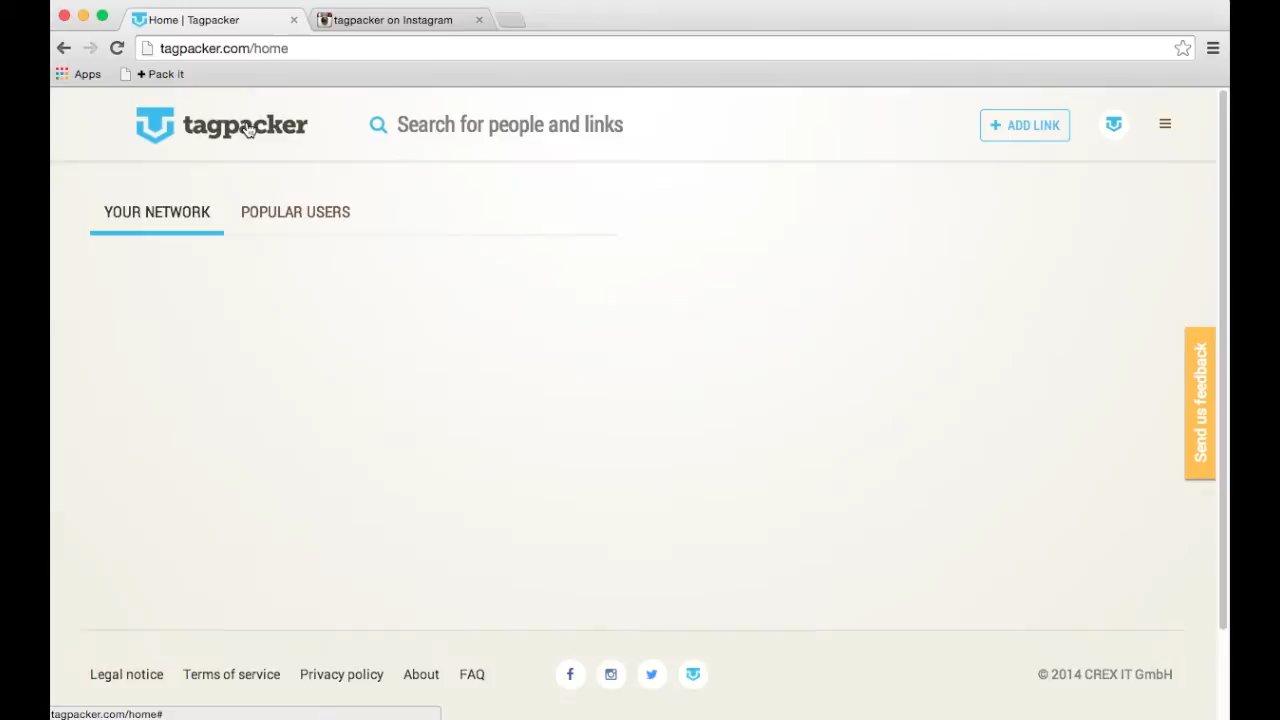 Home | Tagpacker
tagpacker on Instagram
tagpacker.com/home
Apps
+ Pack it
tagpacker
Search for people and links
+ ADD LINK
YOUR NETWORK
POPULAR USERS
Send us feedback
Legal notice
Terms of service
Privacy policy
About
FAQ
© 2014 CREX IT GmbH
tagpacker.com/home#